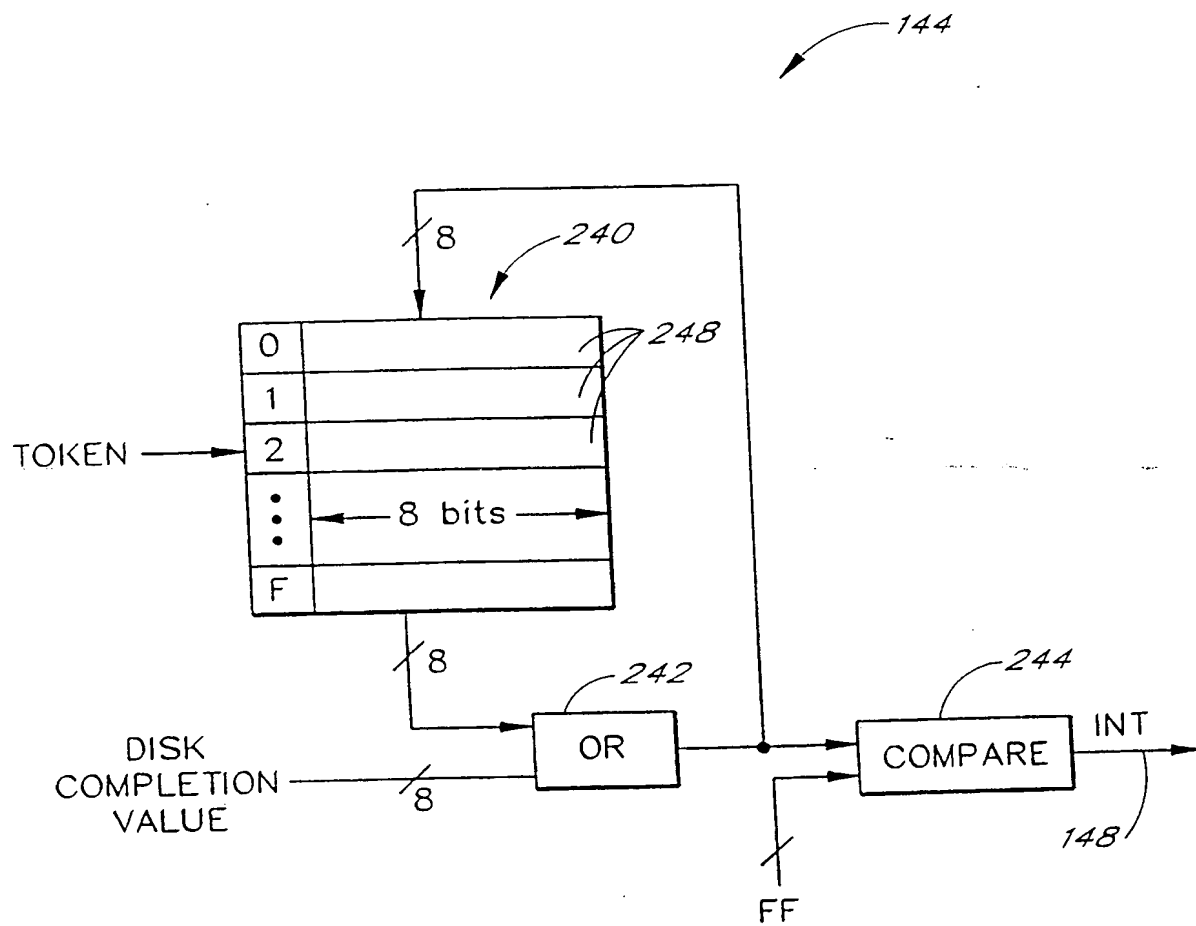 144
8
240
0
248
1
TOKEN
2
8 bits
F
8
242
244
DISK
COMPLETION
VALUE
OR
COMPARE
INT
8
148
FF